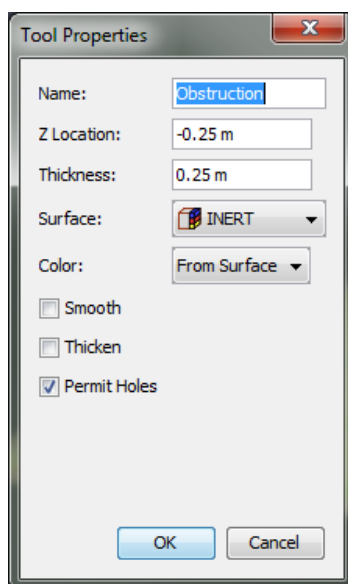 Tool Properties
Name: Obstruction
Z Location: -0.25 m
Thickness: 0.25 m
Surface: INERT
Color: From Surface
Smooth
Thicken
Permit Holes
OK Cancel